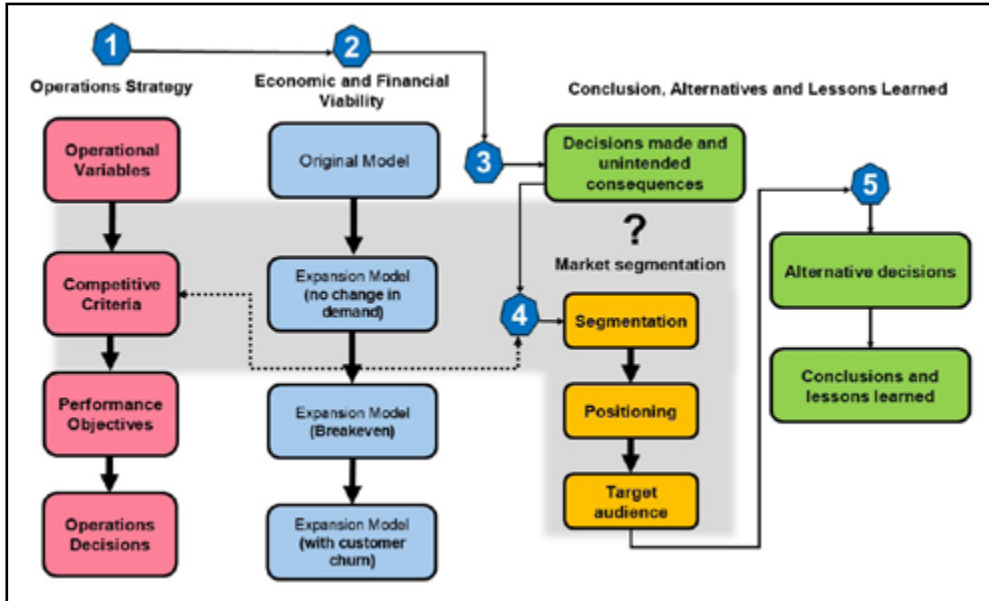 1
2
Operations Strategy
Economic and Financial
Viability
Conclusion, Alternatives and Lessons Learned
Operational
Variables
Original Model
3
Decisions made and
unintended
consequences
5
?
Market segmentation
Competitive
Criteria
Expansion Model
(no change in
demand)
4
Segmentation
Alternative decisions
Performance
Objectives
Expansion Model
(Breakeven)
Positioning
Conclusions and
lessons learned
Operations
Decisions
Expansion Model
(with customer
churn)
Target
audience